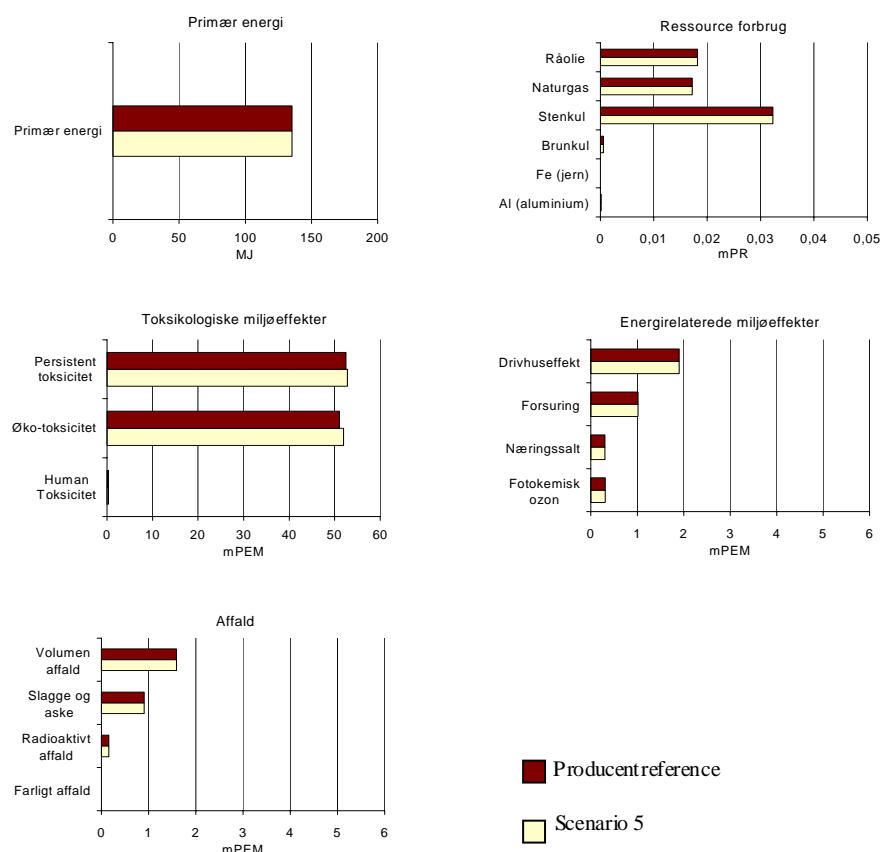 Primær energi
Primær energi
0 50 100 150 200
MJ
Ressource forbrug
Råolie
Naturgas
Stenkul
Brunkul
Fe (jern)
Al (aluminium)
0 0,01 0,02 0,03 0,04 0,05
mPR
Toksikologiske miljøeffekter
Persistent
toksicitet
Øko-toksicitet
Human
Toksicitet
0 10 20 30 40 50 60
mPEM
Energirelaterede miljøeffekter
Drivhuseffekt
Forsuring
Næringssalt
Fotokemisk
ozon
0 1 2 3 4 5 6
mPEM
Affald
Volumen
affald
Slagge og
aske
Radioaktivt
affald
Farligt affald
0 1 2 3 4 5 6
mPEM
Producentreference
Scenario 5